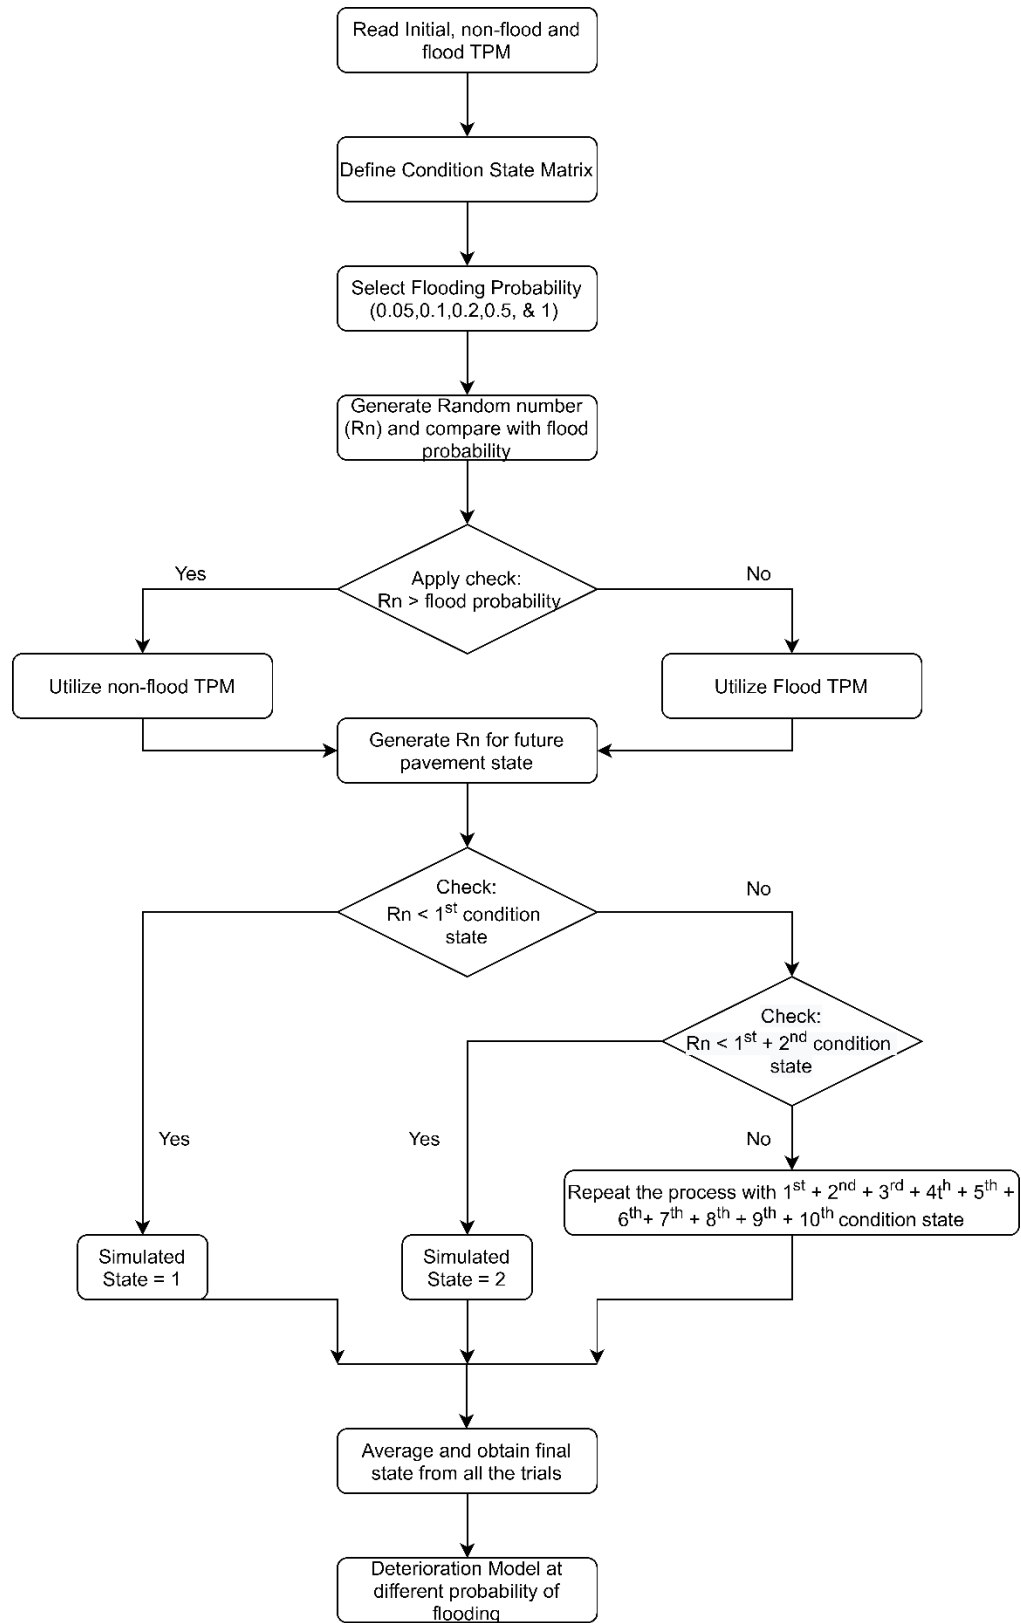 Read Initial, non-flood and
flood TPM
Define Condition State Matrix
Select Flooding Probability
(0.05,0.1,0.2,0.5, & 1)
Generate Random number
(Rn) and compare with flood
probability
Apply check:
Rn > flood probability
Yes
No
Utilize non-flood TPM
Utilize Flood TPM
Generate Rn for future
pavement state
Check:
Rn < 1st condition
state
No
Check:
Rn < 1st + 2nd condition
state
Yes
Yes
No
Repeat the process with 1st + 2nd + 3rd + 4th + 5th +
6th+ 7th + 8th + 9th + 10th condition state
Simulated
State = 1
Simulated
State = 2
Average and obtain final
state from all the trials
Deterioration Model at
different probability of
flooding